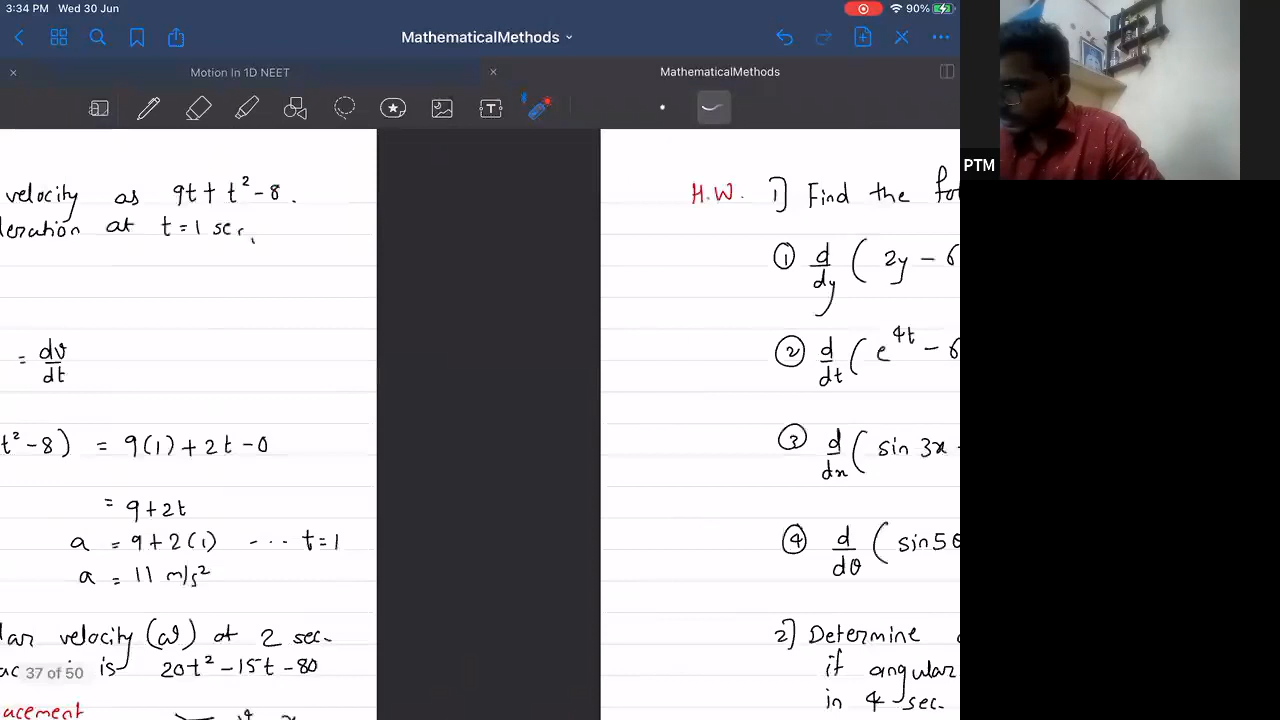 3:34 PM Wed 30 Jun
90%
MathematicalMethods
Motion In 1D NEET
MathematicalMethods
T
PTM
velocity as 9t + t² - 8.
leration at t = 1 sec.
= dv/dt
t² - 8) = 9(1) + 2t - 0
= 9 + 2t
a = 9 + 2(1) --- t = 1
a = 11 m/s²
lar velocity (ω) at 2 sec.
ac is 20t² - 15t - 80
37 of 50
acement
H.W. 1] Find the fol
① d/dy ( 2y - 6
② d/dt ( e^4t - 6
③ d/dx ( sin 3x
④ d/dθ ( sin 5θ
2] Determine
if angular
in 4 sec.